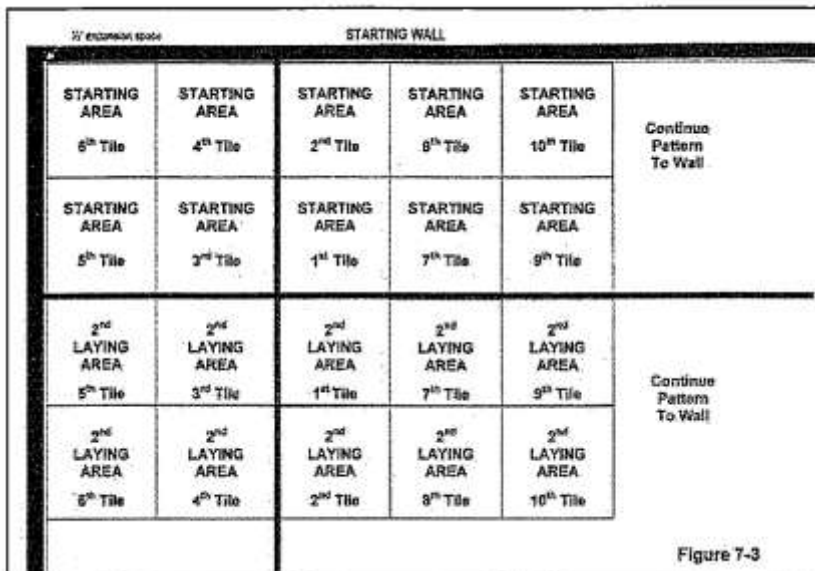 expansion space
STARTING WALL
STARTING AREA
6th Tile
STARTING AREA
4th Tile
STARTING AREA
2nd Tile
STARTING AREA
8th Tile
STARTING AREA
10th Tile
Continue
Pattern
To Wall
STARTING AREA
5th Tile
STARTING AREA
3rd Tile
STARTING AREA
1st Tile
STARTING AREA
7th Tile
STARTING AREA
9th Tile
2nd
LAYING
AREA
5th Tile
2nd
LAYING
AREA
3rd Tile
2nd
LAYING
AREA
1st Tile
2nd
LAYING
AREA
7th Tile
2nd
LAYING
AREA
9th Tile
Continue
Pattern
To Wall
2nd
LAYING
AREA
6th Tile
2nd
LAYING
AREA
4th Tile
2nd
LAYING
AREA
2nd Tile
2nd
LAYING
AREA
8th Tile
2nd
LAYING
AREA
10th Tile
Figure 7-3